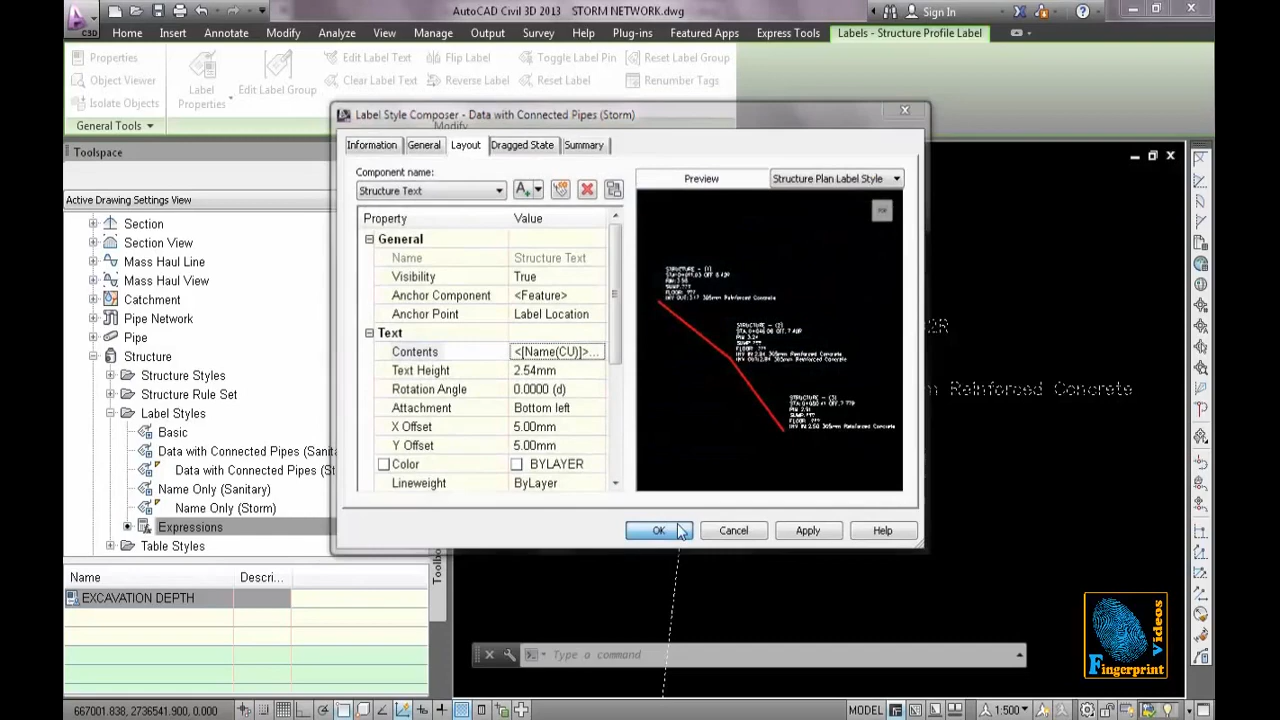 AutoCAD Civil 3D 2013 STORM NETWORK.dwg
Sign In
C3D
Home Insert Annotate Modify Analyze View Manage Output Survey Help Plug-ins Featured Apps Express Tools Labels - Structure Profile Label
Properties
Object Viewer
Isolate Objects
General Tools
Label Properties
Edit Label Group
Edit Label Text
Clear Label Text
Flip Label
Reverse Label
Toggle Label Pin
Reset Label
Reset Label Group
Renumber Tags
Modify
Toolspace
Active Drawing Settings View
Section
Section View
Mass Haul Line
Mass Haul View
Catchment
Pipe Network
Pipe
Structure
Structure Styles
Structure Rule Set
Label Styles
Basic
Data with Connected Pipes (Sanita
Data with Connected Pipes (St
Name Only (Sanitary)
Name Only (Storm)
Expressions
Table Styles
Name Descri...
EXCAVATION DEPTH
Label Style Composer - Data with Connected Pipes (Storm)
Information General Layout Dragged State Summary
Component name:
Structure Text
Preview Structure Plan Label Style
Property Value
General
Name Structure Text
Visibility True
Anchor Component <Feature>
Anchor Point Label Location
Text
Contents <[Name(CU)]>...
Text Height 2.54mm
Rotation Angle 0.0000 (d)
Attachment Bottom left
X Offset 5.00mm
Y Offset 5.00mm
Color BYLAYER
Lineweight ByLayer
STRUCTURE - (1)
STRUCTURE - (2)
STRUCTURE - (3)
OK Cancel Apply Help
m Reinforced Concrete
Type a command
Fingerprint
Videos
667001.838, 2736541.900, 0.000
MODEL
1:500